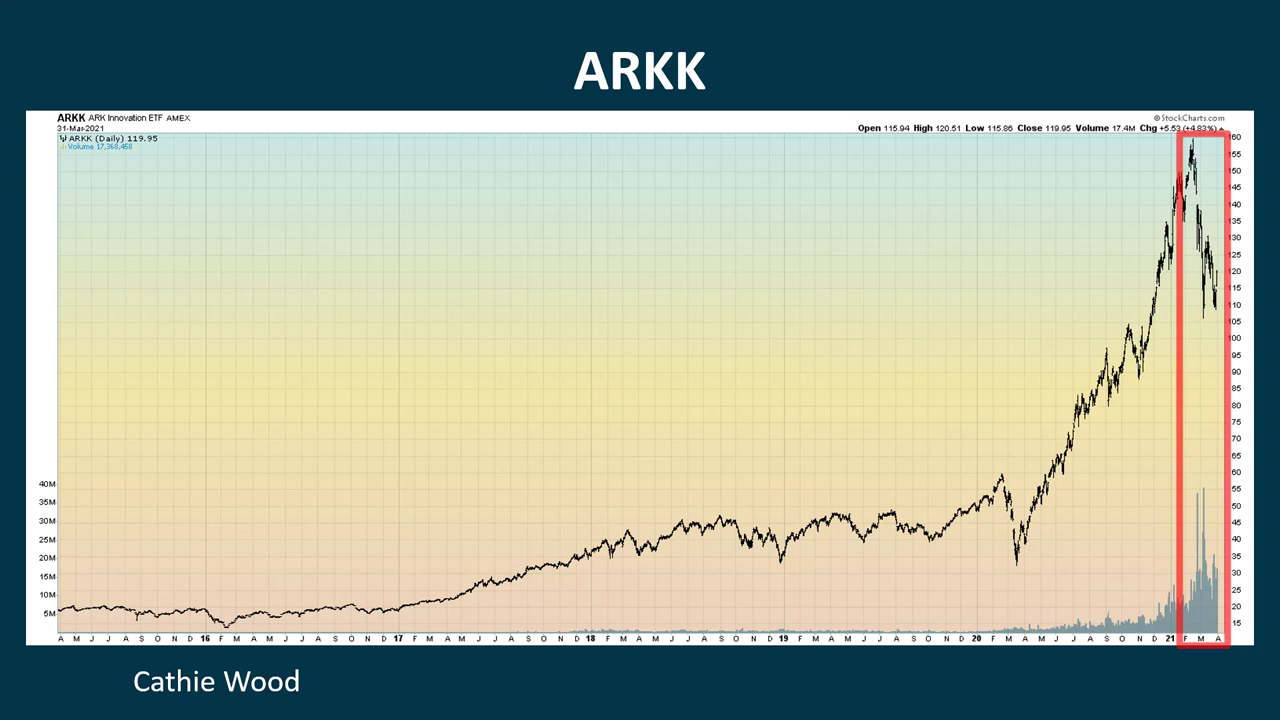 ARKK
ARKK ARK Innovation ETF AMEX
© StockCharts.com
31-Mar-2021
Open 115.94 High 120.51 Low 115.86 Close 119.95 Volume 17.4M Chg +5.53 (+4.83%)
ARKK (Daily) 119.95
Volume 17,368,458
160
155
150
145
140
135
130
125
120
115
110
105
100
95
90
85
80
75
70
65
60
55
50
45
40
35
30
25
20
15
40M
35M
30M
25M
20M
15M
10M
5M
A M J J A S O N D 16 F M A M J J A S O N D 17 F M A M J J A S O N D 18 F M A M J J A S O N D 19 F M A M J J A S O N D 20 F M A M J J A S O N D 21 F M A
Cathie Wood